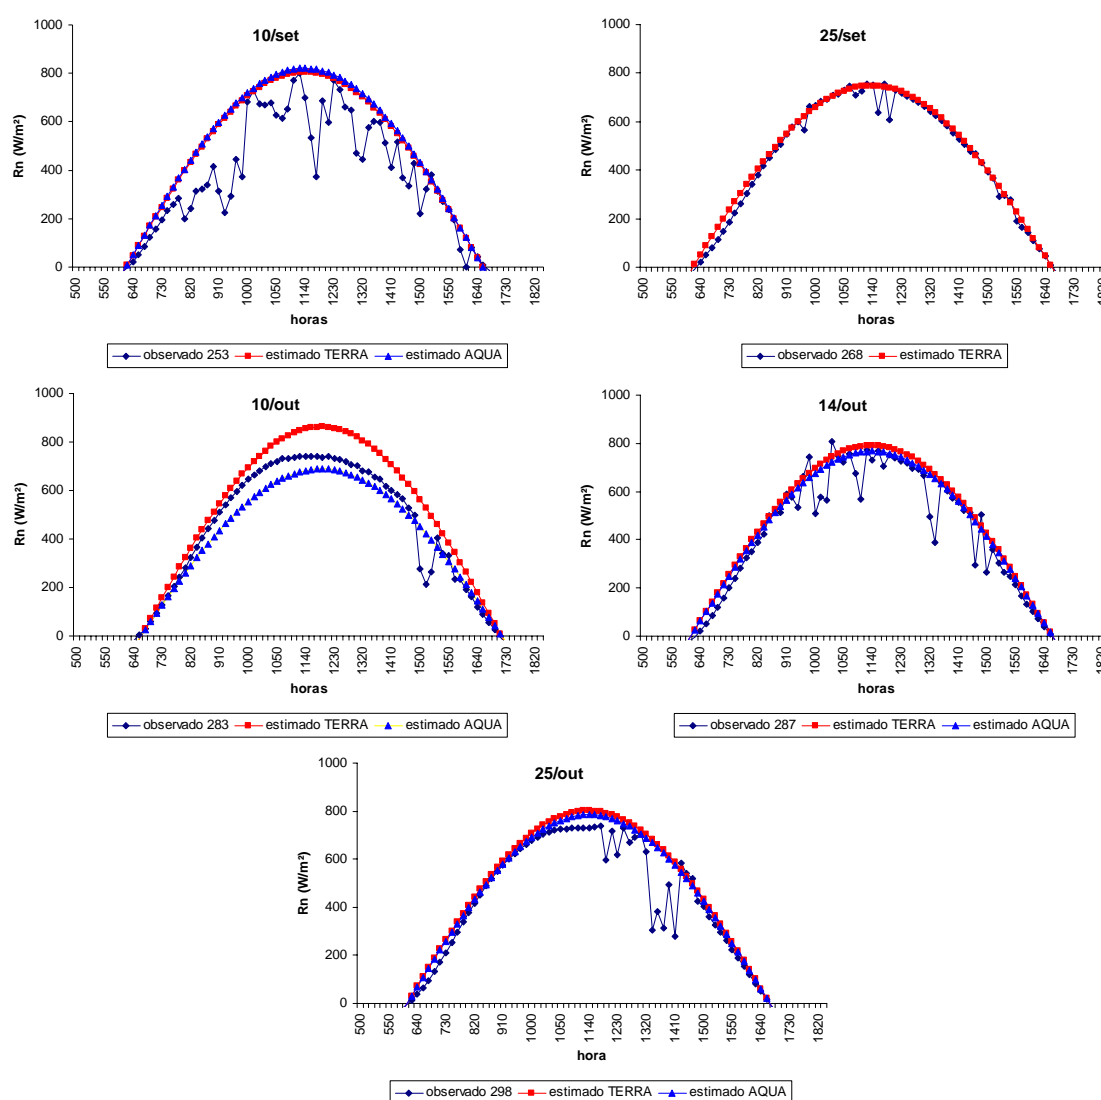 10/set
Rn (W/m²)
1000
800
600
400
200
0
500 550 640 730 820 910 1000 1050 1140 1230 1320 1410 1500 1550 1640 1730 1820
horas
observado 253 estimado TERRA estimado AQUA
25/set
Rn (W/m²)
1000
800
600
400
200
0
500 550 640 730 820 910 1000 1050 1140 1230 1320 1410 1500 1550 1640 1730 1820
horas
observado 268 estimado TERRA
10/out
Rn (W/m²)
1000
800
600
400
200
0
500 550 640 730 820 910 1000 1050 1140 1230 1320 1410 1500 1550 1640 1730 1820
horas
observado 283 estimado TERRA estimado AQUA
14/out
Rn (W/m²)
1000
800
600
400
200
0
500 550 640 730 820 910 1000 1050 1140 1230 1320 1410 1500 1550 1640 1730 1820
horas
observado 287 estimado TERRA estimado AQUA
25/out
Rn (W/m²)
1000
800
600
400
200
0
500 550 640 730 820 910 1000 1050 1140 1230 1320 1410 1500 1550 1640 1730 1820
hora
observado 298 estimado TERRA estimado AQUA